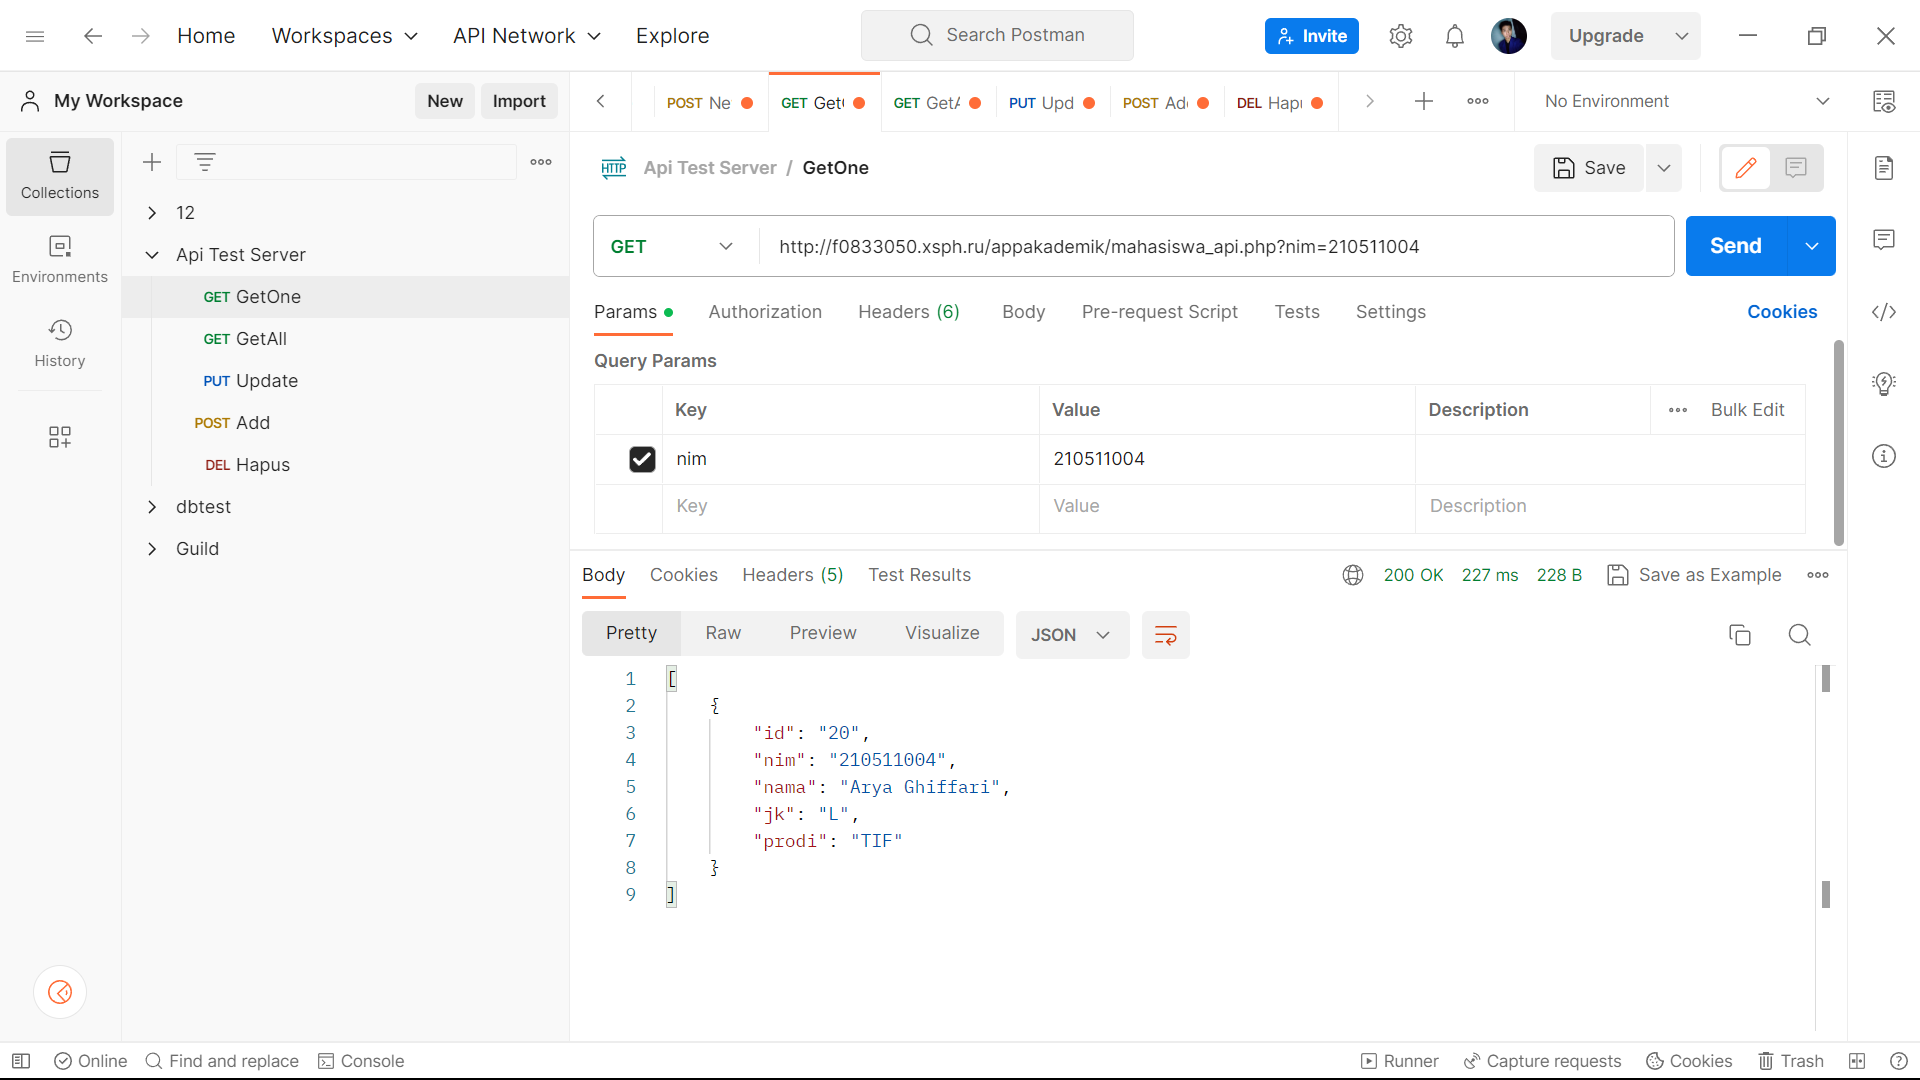 Home Workspaces API Network Explore
Search Postman
Invite
Upgrade
My Workspace
New Import
POST Ne
GET Get
GET GetA
PUT Upd
POST Ad
DEL Hapu
No Environment
Collections
Environments
History
12
Api Test Server
GET GetOne
GET GetAll
PUT Update
POST Add
DEL Hapus
dbtest
Guild
HTTP Api Test Server / GetOne
Save
GET http://f0833050.xsph.ru/appakademik/mahasiswa_api.php?nim=210511004
Send
Params Authorization Headers (6) Body Pre-request Script Tests Settings Cookies
Query Params
Key Value Description Bulk Edit
nim 210511004
Key Value Description
Body Cookies Headers (5) Test Results 200 OK 227 ms 228 B Save as Example
Pretty Raw Preview Visualize JSON
1 [
2 {
3 "id": "20",
4 "nim": "210511004",
5 "nama": "Arya Ghiffari",
6 "jk": "L",
7 "prodi": "TIF"
8 }
9 ]
Online Find and replace Console Runner Capture requests Cookies Trash